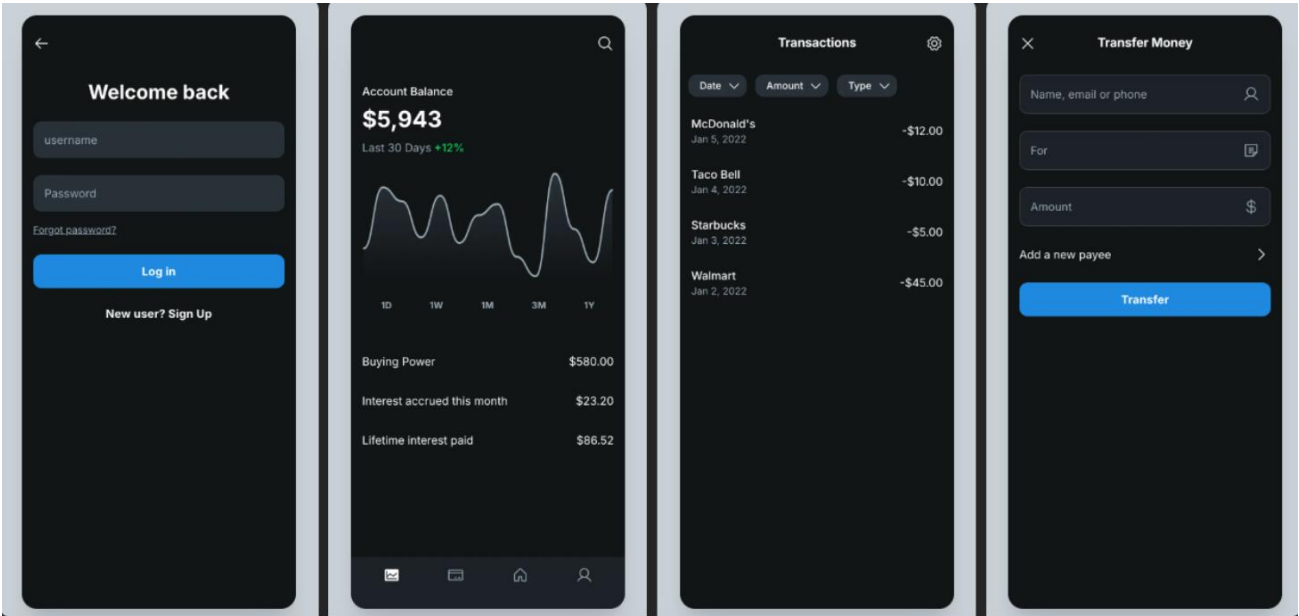 Welcome back
username
Password
Forgot password?
Log in
New user? Sign Up
Account Balance
$5,943
Last 30 Days +12%
1D 1W 1M 3M 1Y
Buying Power $580.00
Interest accrued this month $23.20
Lifetime interest paid $86.52
Transactions
Date Amount Type
McDonald's
Jan 5, 2022
-$12.00
Taco Bell
Jan 4, 2022
-$10.00
Starbucks
Jan 3, 2022
-$5.00
Walmart
Jan 2, 2022
-$45.00
Transfer Money
Name, email or phone
For
Amount $
Add a new payee
Transfer